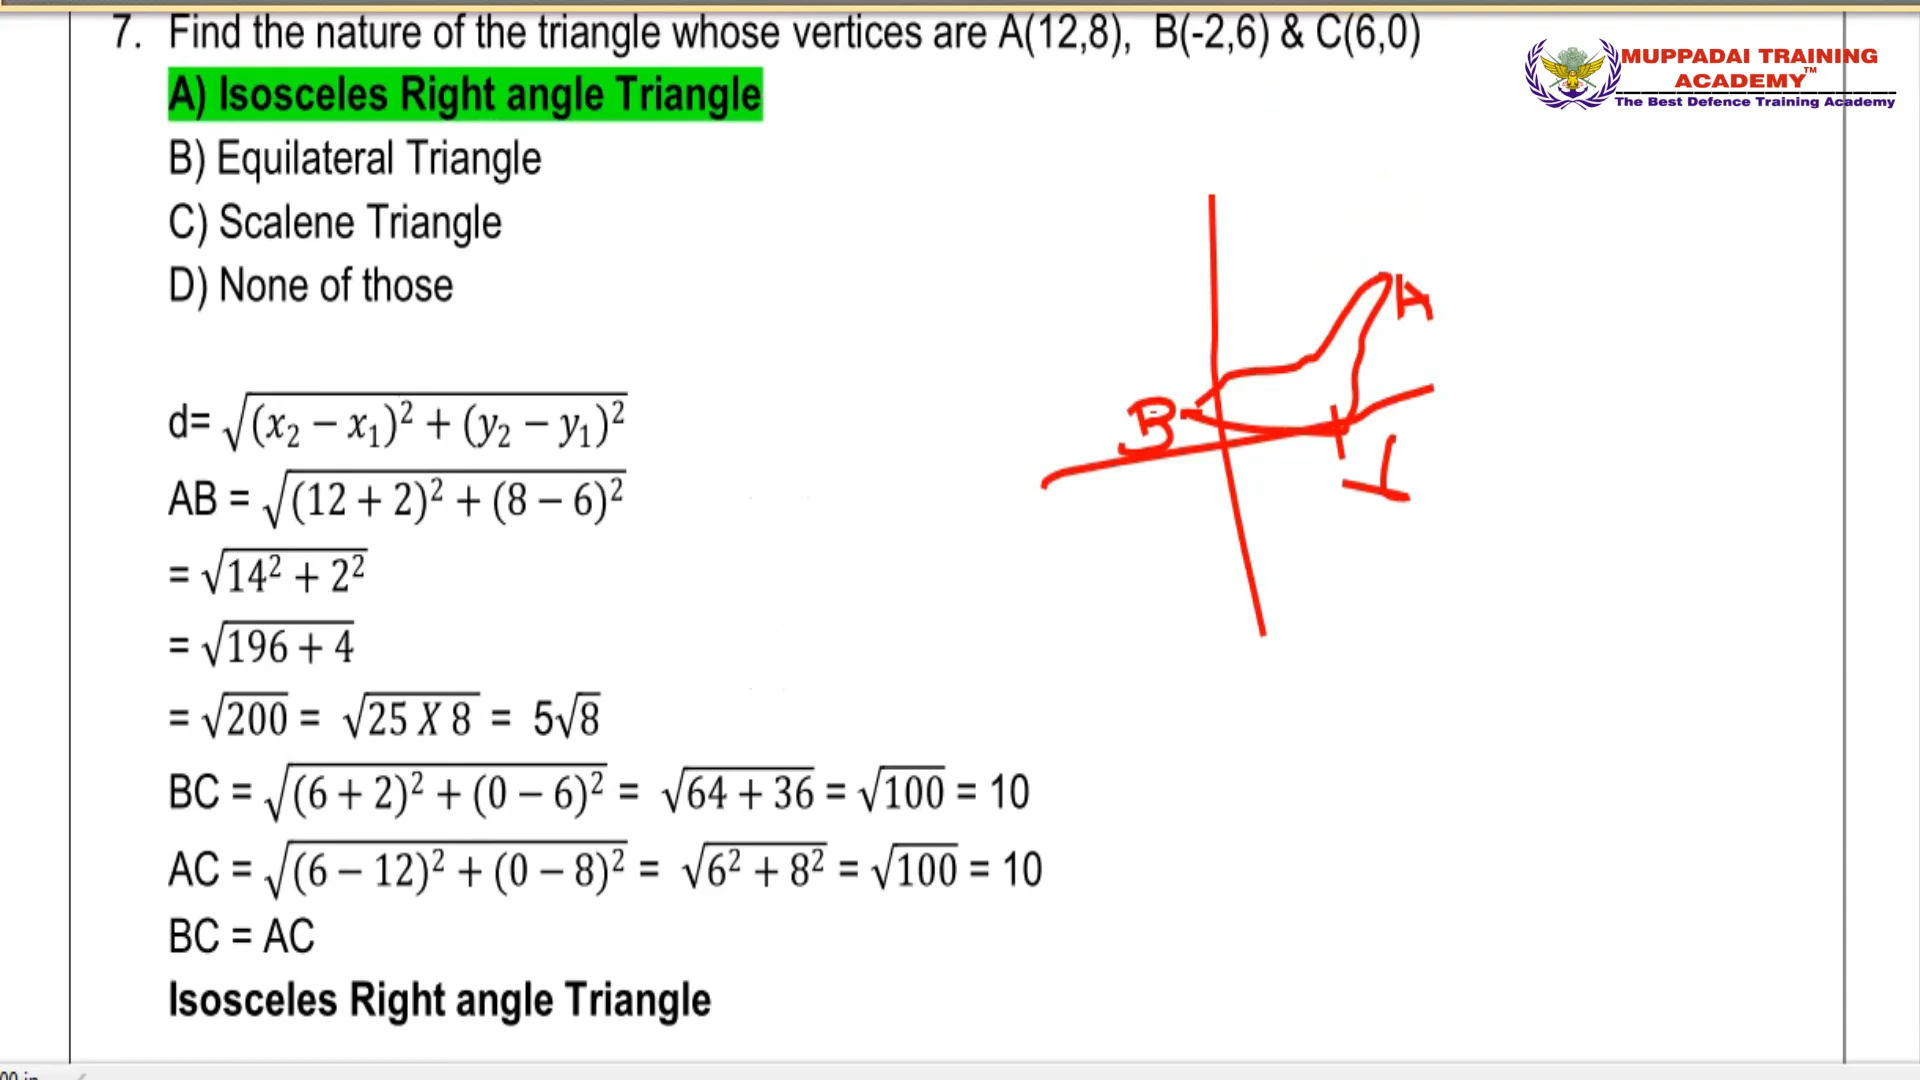 7. Find the nature of the triangle whose vertices are A(12,8), B(-2,6) & C(6,0)
MUPPADAI TRAINING
ACADEMY™
The Best Defence Training Academy
A) Isosceles Right angle Triangle
B) Equilateral Triangle
C) Scalene Triangle
D) None of those
A
B
d= √(x₂ − x₁)² + (y₂ − y₁)²
AB = √(12 + 2)² + (8 − 6)²
= √14² + 2²
= √196 + 4
= √200 = √25 X 8 = 5√8
BC = √(6 + 2)² + (0 − 6)² = √64 + 36 = √100 = 10
AC = √(6 − 12)² + (0 − 8)² = √6² + 8² = √100 = 10
BC = AC
Isosceles Right angle Triangle